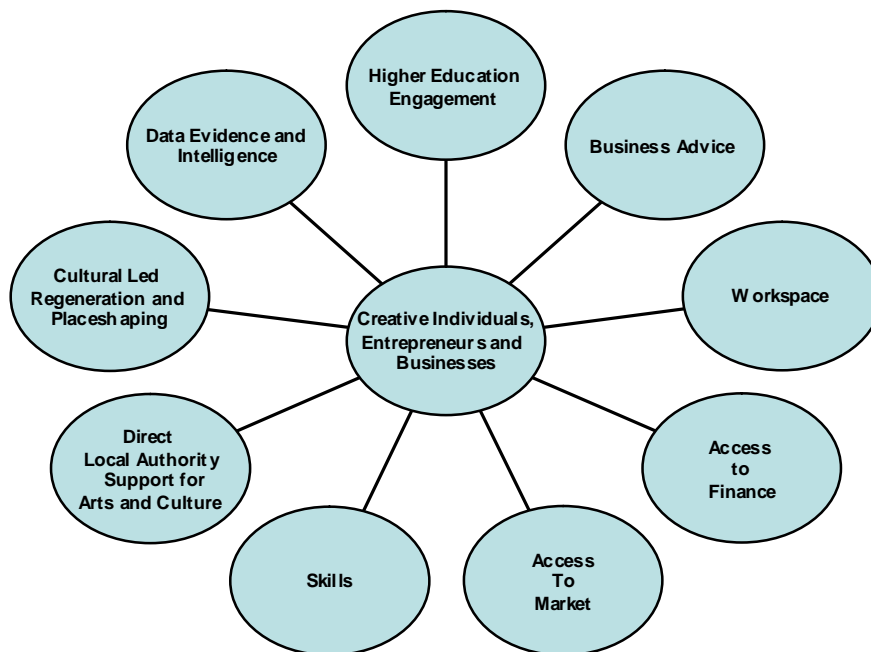 Higher Education
Engagement
Data Evidence and
Intelligence
Business Advice
Cultural Led
Regeneration and
Placeshaping
Workspace
Creative Individuals,
Entrepreneurs and
Businesses
Direct
Local Authority
Support for
Arts and Culture
Access
to
Finance
Skills
Access
To
Market